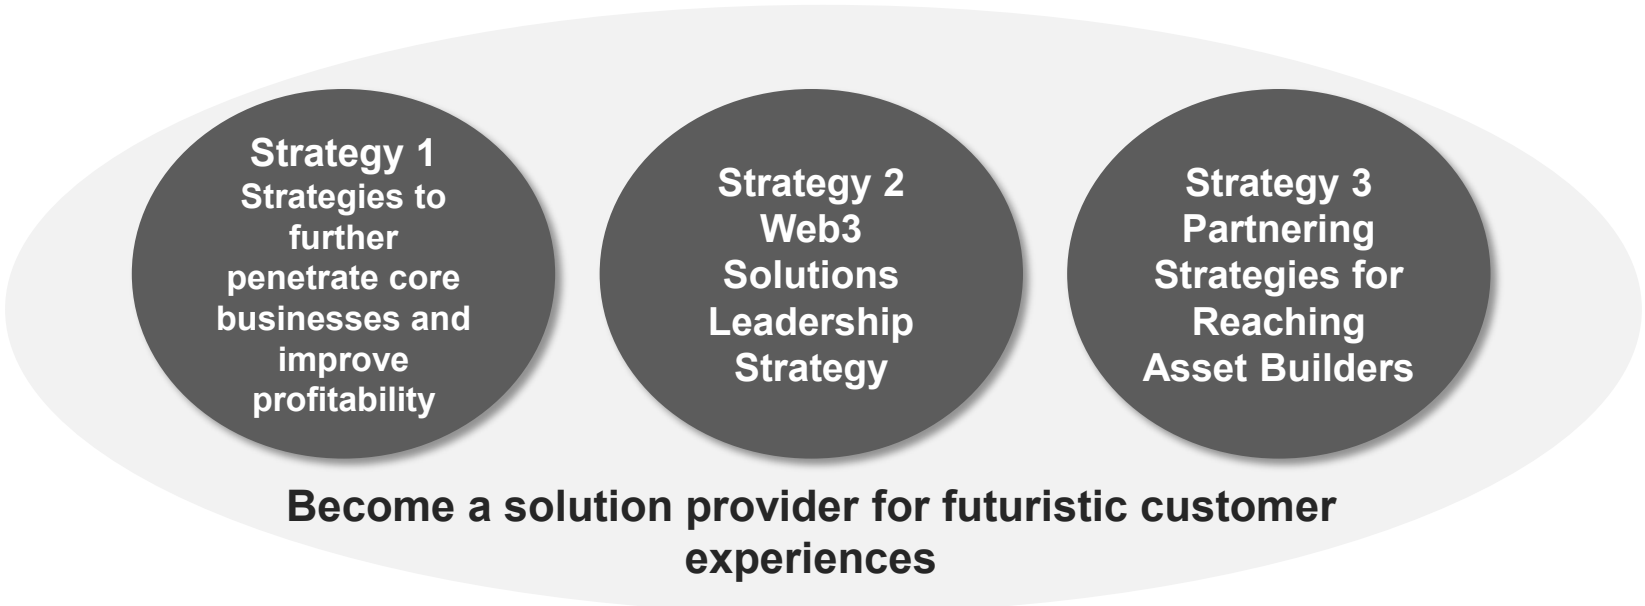 Strategy 1
Strategies to
further
penetrate core
businesses and
improve
profitability
Strategy 2
Web3
Solutions
Leadership
Strategy
Strategy 3
Partnering
Strategies for
Reaching
Asset Builders
Become a solution provider for futuristic customer
experiences